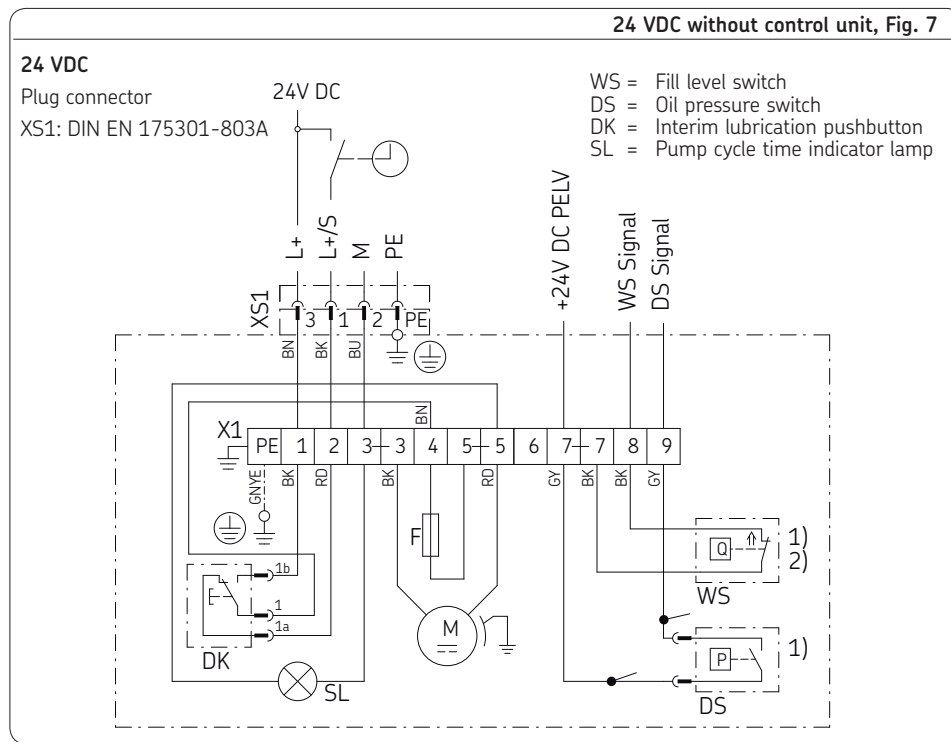 24 VDC without control unit, Fig. 7
24 VDC
Plug connector
XS1: DIN EN 175301-803A
24V DC
WS = Fill level switch
DS = Oil pressure switch
DK = Interim lubrication pushbutton
SL = Pump cycle time indicator lamp
L+
L+/S
M
PE
+24V DC PELV
WS Signal
DS Signal
XS1
3 1 2 PE
BN BK BU
BN
X1
PE 1 2 3 3 4 5 5 6 7 7 8 9
GNYE BK RD BK RD GY BK BK GY
F
Q
1)
2)
WS
1b
1
1a
DK
M
P
1)
DS
SL